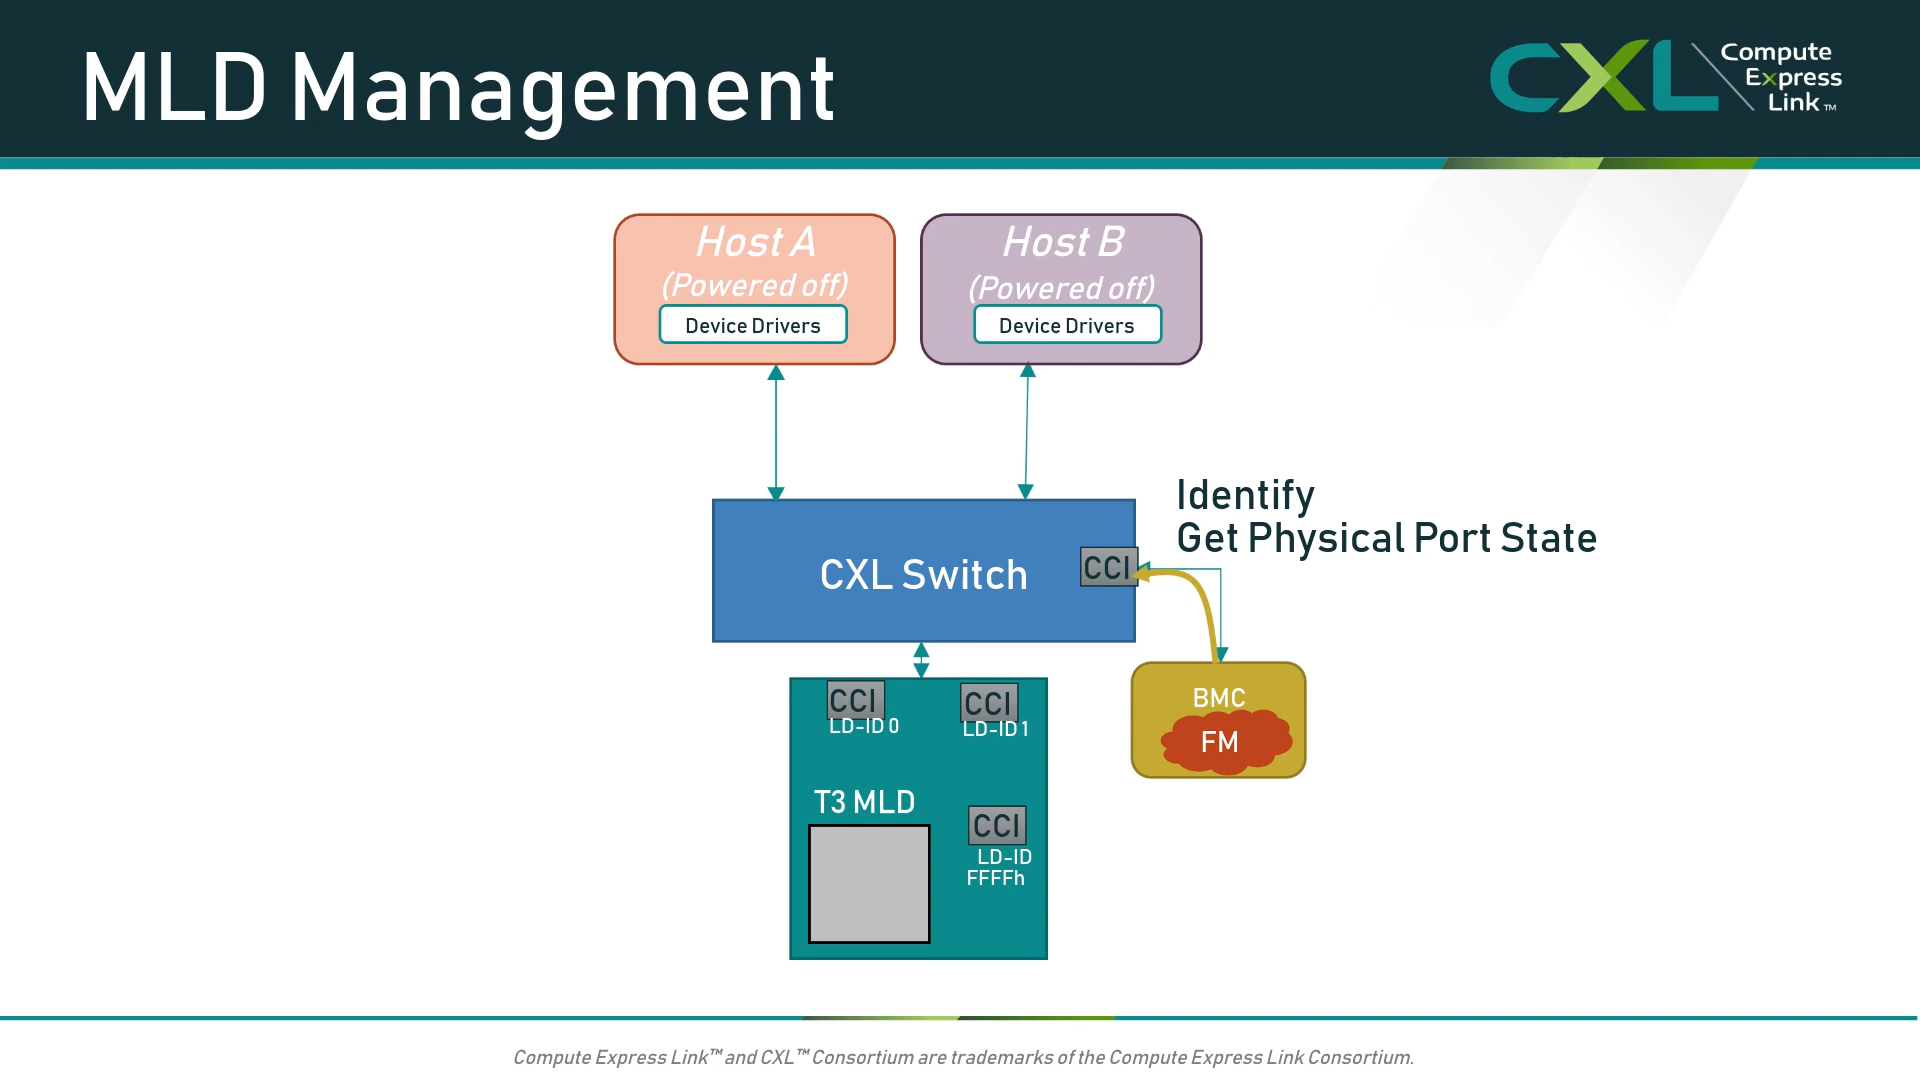 MLD Management
CXL
Compute
Express
Link™
Host A
(Powered off)
Device Drivers
Host B
(Powered off)
Device Drivers
Identify
Get Physical Port State
CXL Switch
CCI
CCI
LD-ID 0
CCI
LD-ID 1
BMC
FM
T3 MLD
CCI
LD-ID
FFFFh
Compute Express Link™ and CXL™ Consortium are trademarks of the Compute Express Link Consortium.